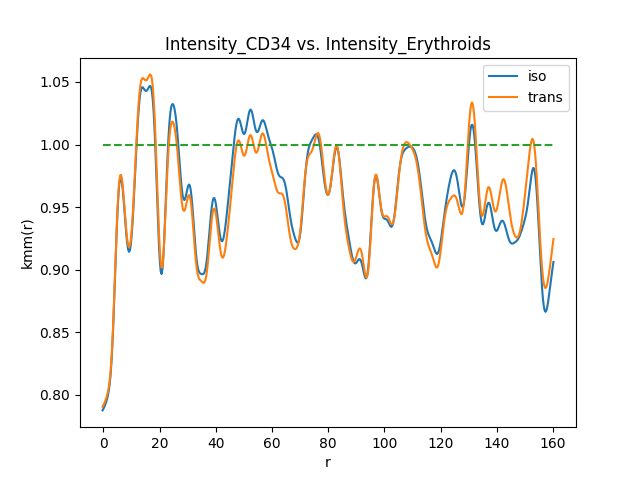 Intensity_CD34 vs. Intensity_Erythroids
iso
trans
1.05
1.00
0.95
0.90
0.85
0.80
kmm(r)
0 20 40 60 80 100 120 140 160
r